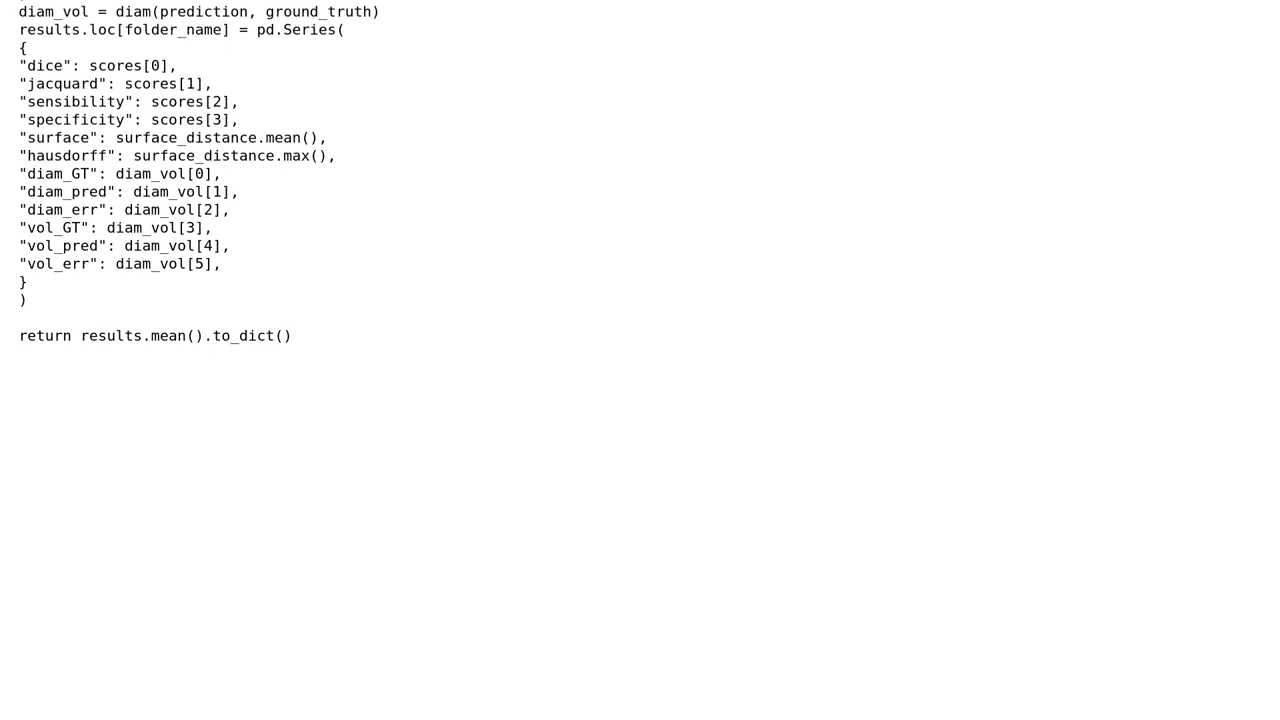 diam_vol = diam(prediction, ground_truth)
results.loc[folder_name] = pd.Series(
{
"dice": scores[0],
"jacquard": scores[1],
"sensibility": scores[2],
"specificity": scores[3],
"surface": surface_distance.mean(),
"hausdorff": surface_distance.max(),
"diam_GT": diam_vol[0],
"diam_pred": diam_vol[1],
"diam_err": diam_vol[2],
"vol_GT": diam_vol[3],
"vol_pred": diam_vol[4],
"vol_err": diam_vol[5],
}
)
return results.mean().to_dict()